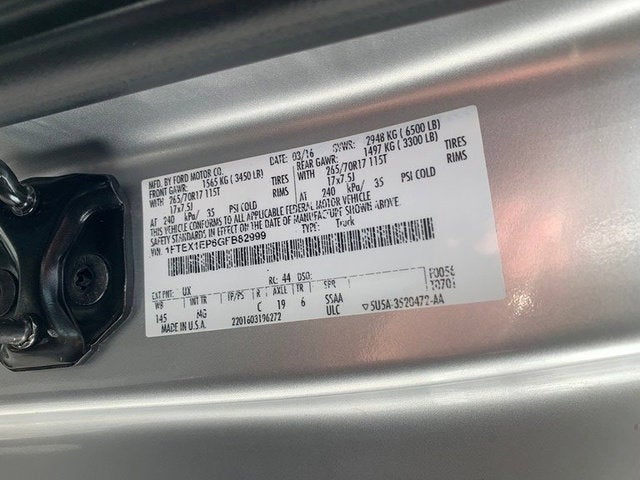 MFD. BY FORD MOTOR CO.
DATE: 03/16 GVWR: 2948 KG ( 6500 LB)
FRONT GAWR: 1565 KG ( 3450 LB)
REAR GAWR: 1497 KG ( 3300 LB)
WITH 265/70R17 115T TIRES
WITH 265/70R17 115T TIRES
17x7.5J RIMS
17x7.5J RIMS
AT 240 kPa/ 35 PSI COLD
AT 240 kPa/ 35 PSI COLD
THIS VEHICLE CONFORMS TO ALL APPLICABLE FEDERAL MOTOR VEHICLE
SAFETY STANDARDS IN EFFECT ON THE DATE OF MANUFACTURE SHOWN ABOVE.
VIN: 1FTEX1EP6GFB82999
TYPE: Truck
EXT PNT: UX RC: 44 DSO:
WB INT TR TP/PS R AXLE TR SPR
145 MG C 19 6 SSAA
MADE IN U.S.A. 2201603196272 ULC
5U5A-3520472-AA